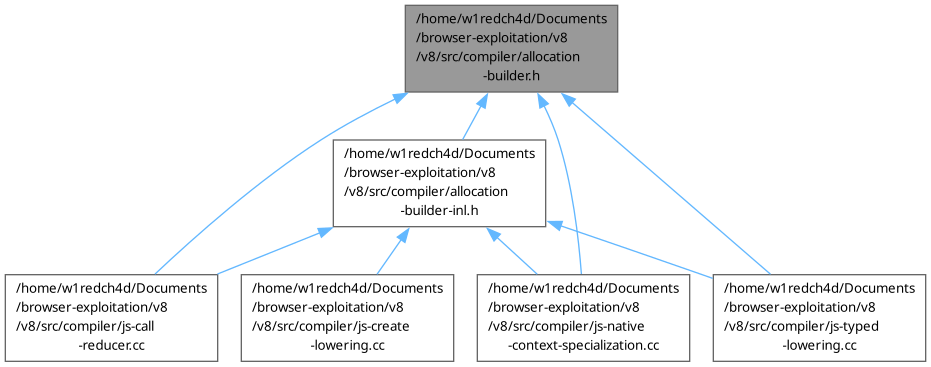 /home/w1redch4d/Documents
/browser-exploitation/v8
/v8/src/compiler/allocation
-builder.h
/home/w1redch4d/Documents
/browser-exploitation/v8
/v8/src/compiler/allocation
-builder-inl.h
/home/w1redch4d/Documents
/browser-exploitation/v8
/v8/src/compiler/js-call
-reducer.cc
/home/w1redch4d/Documents
/browser-exploitation/v8
/v8/src/compiler/js-create
-lowering.cc
/home/w1redch4d/Documents
/browser-exploitation/v8
/v8/src/compiler/js-native
-context-specialization.cc
/home/w1redch4d/Documents
/browser-exploitation/v8
/v8/src/compiler/js-typed
-lowering.cc